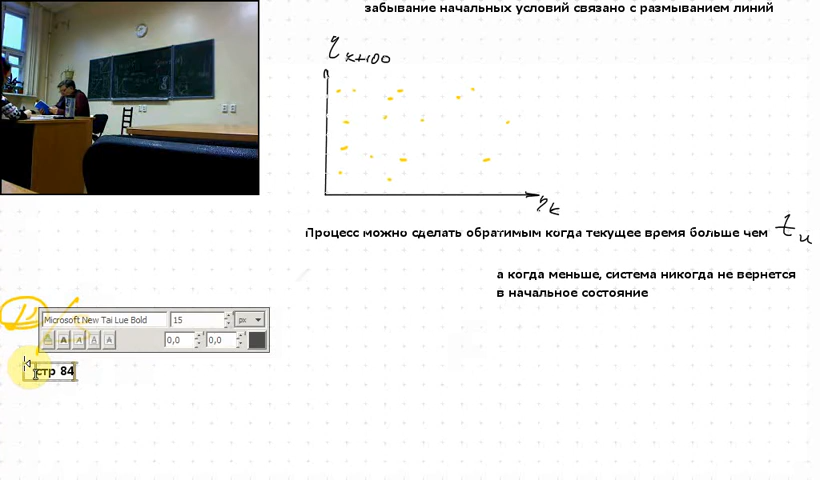 забывание начальных условий связано с размыванием линий
Процесс можно сделать обратимым когда текущее время больше чем t
а когда меньше, система никогда не вернется
в начальное состояние
Microsoft New Tai Lue Bold 15 px
0,0 0,0
стр 84